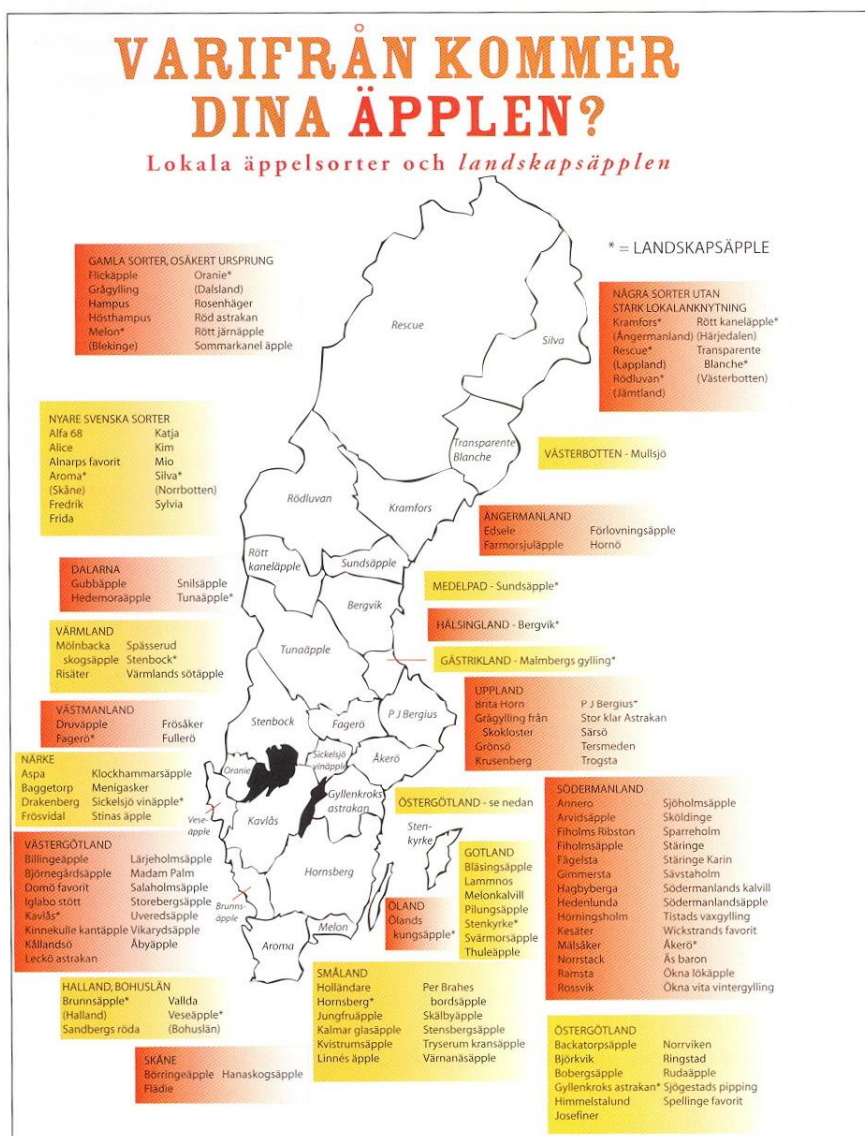 VARIFRÅN KOMMER
DINA ÄPPLEN?
Lokala äppelsorter och landskapsäpplen
* = LANDSKAPSÄPPLE
GAMLA SORTER, OSÄKERT URSPRUNG
Flickäpple Oranie*
Grågylling (Dalsland)
Hampus Rosenhäger
Hösthampus Röd astrakan
Melon* Rött järnäpple
(Blekinge) Sommarkanel äpple
NÅGRA SORTER UTAN
STARK LOKALANKNYTNING
Kramfors* Rött kaneläpple*
(Ångermanland) (Härjedalen)
Rescue* Transparente
(Lappland) Blanche*
Rödluvan* (Västerbotten)
(Jämtland)
NYARE SVENSKA SORTER
Alfa 68 Katja
Alice Kim
Alnarps favorit Mio
Aroma* Silva*
(Skåne) (Norrbotten)
Fredrik Sylvia
Frida
VÄSTERBOTTEN - Mullsjö
ÅNGERMANLAND
Edsele Förlovningsäpple
Farmorsjuläpple Hornö
DALARNA
Gubbäpple Snilsäpple
Hedemoraäpple Tunaäpple*
MEDELPAD - Sundsäpple*
HÄLSINGLAND - Bergvik*
GÄSTRIKLAND - Malmbergs gylling*
VÄRMLAND
Mölnbacka Spässerud
skogsäpple Stenbock*
Risäter Värmlands sötäpple
VÄSTMANLAND
Druväpple Frösåker
Fagerö* Fullerö
UPPLAND
Brita Horn P J Bergius*
Grågylling från Stor klar Astrakan
Skokloster Särsö
Grönsö Tersmeden
Krusenberg Trogsta
NÄRKE
Aspa Klockhammarsäpple
Baggetorp Menigasker
Drakenberg Sickelsjö vinäpple*
Frösvidal Stinas äpple
ÖSTERGÖTLAND - se nedan
SÖDERMANLAND
Annero Sjöholmsäpple
Arvidsäpple Sköldinge
Fiholms Ribston Sparreholm
Fiholmsäpple Stäringe
Fågelsta Stäringe Karin
Gimmersta Sävstaholm
Hagbyberga Södermanlands kalvill
Hedenlunda Södermanlandsäpple
Hörningsholm Tistads vaxgylling
Kesäter Wickstrands favorit
Mälsåker Åkerö*
Norrstack Äs baron
Ramsta Ökna lökäpple
Rossvik Ökna vita vintergylling
VÄSTERGÖTLAND
Billingeäpple Lärjeholmsäpple
Björnegårdsäpple Madam Palm
Domö favorit Salaholmsäpple
Iglabo stött Storebergsäpple
Kavlås* Uveredsäpple
Kinnekulle kantäpple Vikarydsäpple
Kållandsö Åbyäpple
Leckö astrakan
GOTLAND
Bläsingsäpple
Lammnos
Melonkalvill
Pilungsäpple
Stenkyrke*
Svärmorsäpple
Thuleäpple
ÖLAND
Ölands
kungsäpple*
HALLAND, BOHUSLÄN
Brunnsäpple* Vallda
(Halland) Veseäpple*
Sandbergs röda (Bohuslän)
SMÅLAND
Holländare Per Brahes
Hornsberg* bordsäpple
Jungfruäpple Skälbyäpple
Kalmar glasäpple Stensbergsäpple
Kvistrumsäpple Tryserum kransäpple
Linnés äpple Värnanäsäpple
SKÅNE
Börringeäpple Hanaskogsäpple
Flädie
ÖSTERGÖTLAND
Backatorpsäpple Norrviken
Björkvik Ringstad
Bobergsäpple Rudaäpple
Gyllenkroks astrakan* Sjögestads pipping
Himmelstalund Spellinge favorit
Josefiner
Rescue
Silva
Transparente
Blanche
Rödluvan
Kramfors
Rött
kaneläpple
Sundsäpple
Bergvik
Tunaäpple
Stenbock
Fagerö
P J Bergius
Oranie
Sickelsjö
vinäpple
Åkerö
Gyllenkroks
astrakan
Vese-
äpple
Kavlås
Sten-
kyrke
Hornsberg
Brunns-
äpple
Melon
Aroma